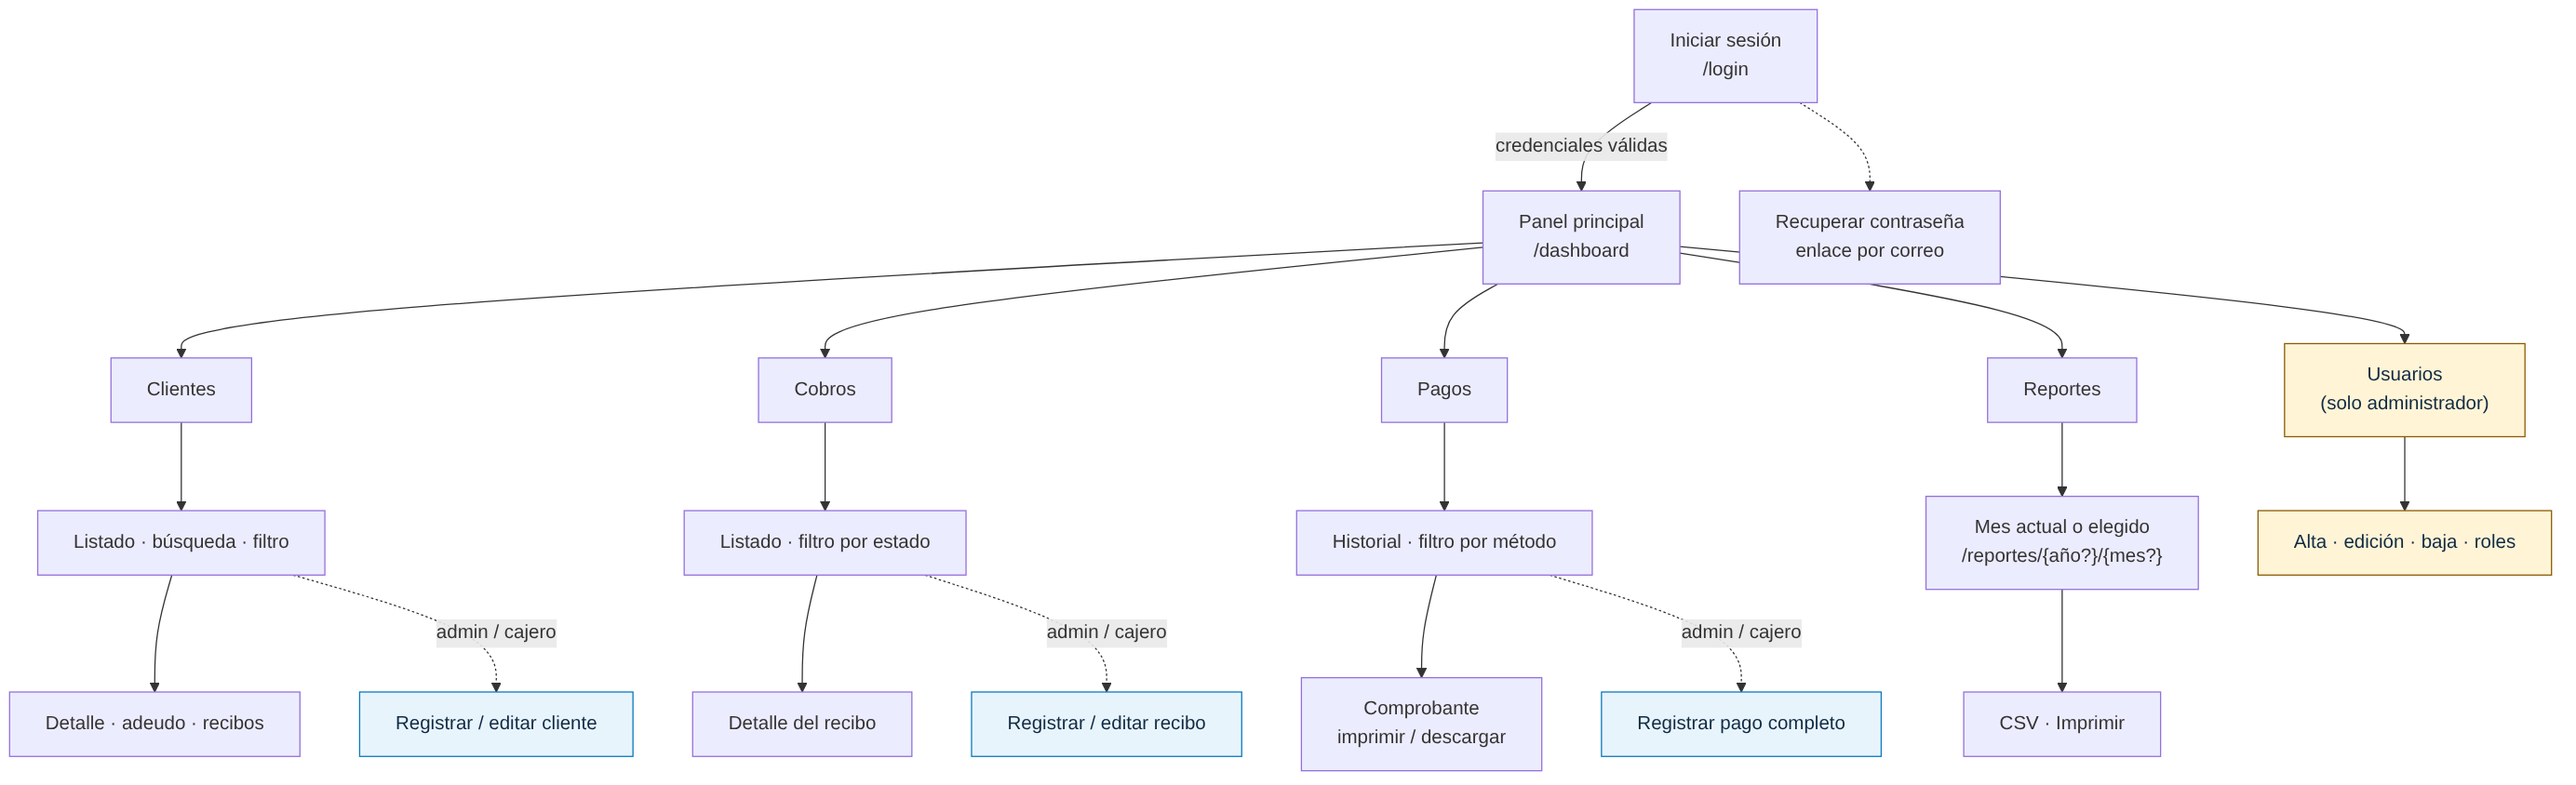 Iniciar sesión
/login
credenciales válidas
Panel principal
/dashboard
Recuperar contraseña
enlace por correo
Clientes
Cobros
Pagos
Reportes
Usuarios
(solo administrador)
Listado · búsqueda · filtro
Listado · filtro por estado
Historial · filtro por método
Mes actual o elegido
/reportes/{año?}/{mes?}
Alta · edición · baja · roles
admin / cajero
admin / cajero
admin / cajero
Detalle · adeudo · recibos
Registrar / editar cliente
Detalle del recibo
Registrar / editar recibo
Comprobante
imprimir / descargar
Registrar pago completo
CSV · Imprimir